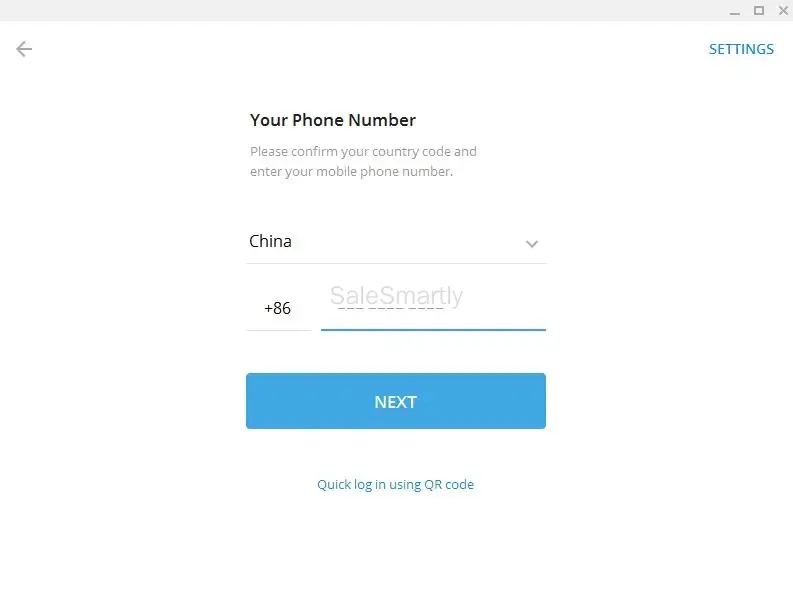 SETTINGS
Your Phone Number
Please confirm your country code and
enter your mobile phone number.
China
SaleSmartly
+86 --- ---- ----
NEXT
Quick log in using QR code